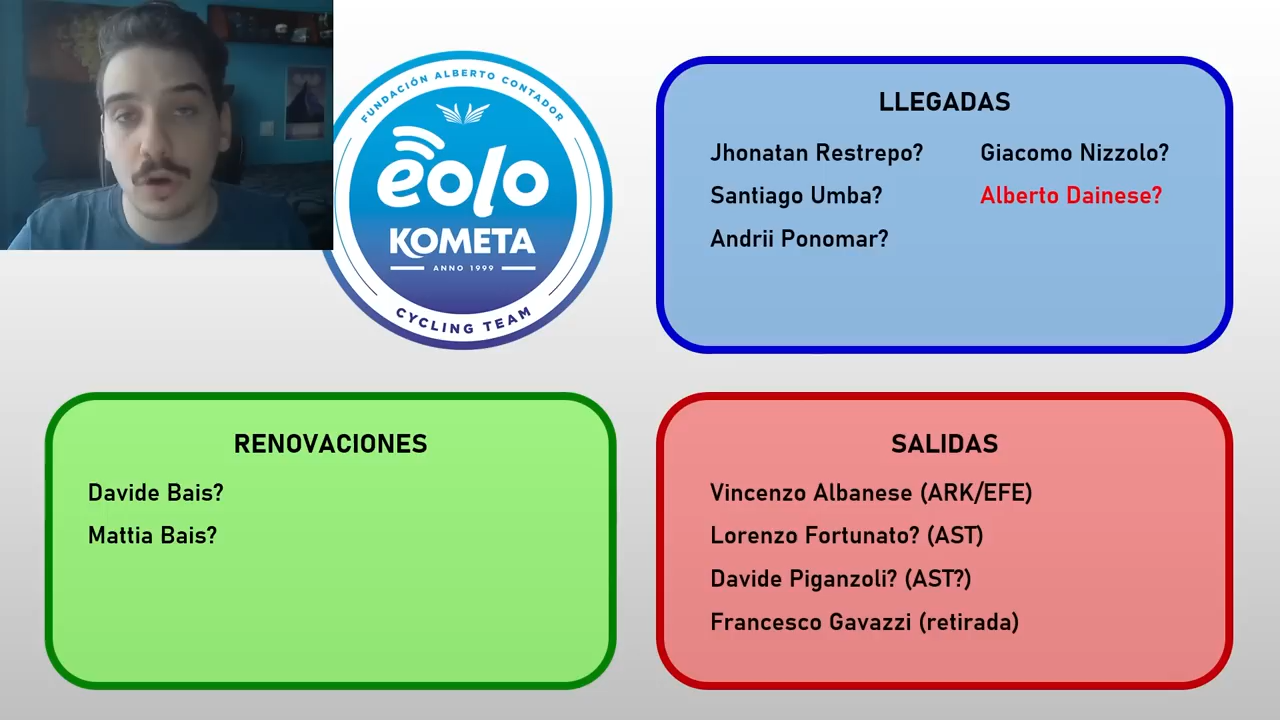 FUNDACIÓN ALBERTO CONTADOR
eolo
KOMETA
ANNO 1999
CYCLING TEAM
LLEGADAS
Jhonatan Restrepo?
Santiago Umba?
Andrii Ponomar?
Giacomo Nizzolo?
Alberto Dainese?
RENOVACIONES
Davide Bais?
Mattia Bais?
SALIDAS
Vincenzo Albanese (ARK/EFE)
Lorenzo Fortunato? (AST)
Davide Piganzoli? (AST?)
Francesco Gavazzi (retirada)